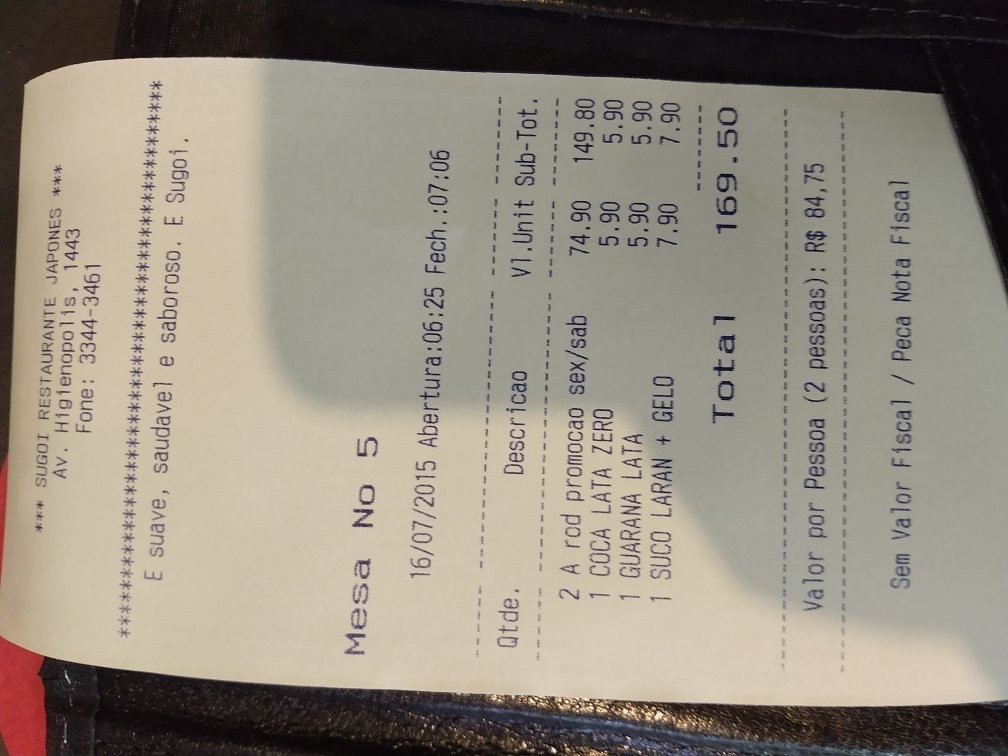 *** SUGOI RESTAURANTE JAPONES ***
Av. Higienopolis, 1443
Fone: 3344-3461
****************************************
E suave, saudavel e saboroso. E Sugoi.
Mesa No 5
16/07/2015 Abertura:06:25 Fech.:07:06
Qtde. Descricao Vl.Unit Sub-Tot.
2 A rod promocao sex/sab 74.90 149.80
1 COCA LATA ZERO 5.90 5.90
1 GUARANA LATA 5.90 5.90
1 SUCO LARAN + GELO 7.90 7.90
Total 169.50
Valor por Pessoa (2 pessoas): R$ 84,75
Sem Valor Fiscal / Peca Nota Fiscal